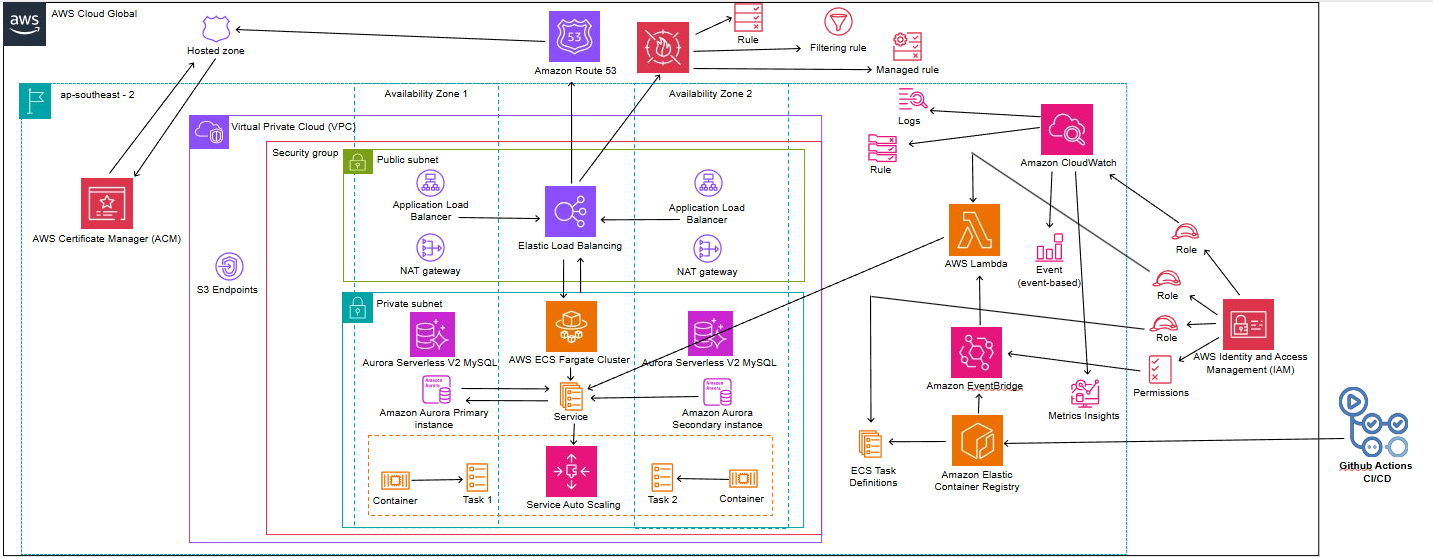 aws
AWS Cloud Global
Hosted zone
53
Amazon Route 53
Rule
Filtering rule
Managed rule
ap-southeast - 2
Availability Zone 1
Availability Zone 2
Logs
Rule
Amazon CloudWatch
Virtual Private Cloud (VPC)
Security group
Public subnet
Application Load
Balancer
Elastic Load Balancing
Application Load
Balancer
NAT gateway
NAT gateway
AWS Certificate Manager (ACM)
S3 Endpoints
AWS Lambda
Event
(event-based)
Role
Role
Role
AWS Identity and Access
Management (IAM)
Permissions
Private subnet
Aurora Serverless V2 MySQL
AWS ECS Fargate Cluster
Aurora Serverless V2 MySQL
Amazon
Aurora
Amazon Aurora Primary
instance
Service
Amazon
Aurora
Amazon Aurora
Secondary instance
Amazon EventBridge
Metrics Insights
Container
Task 1
Service Auto Scaling
Task 2
Container
ECS Task
Definitions
Amazon Elastic
Container Registry
Github Actions
CI/CD